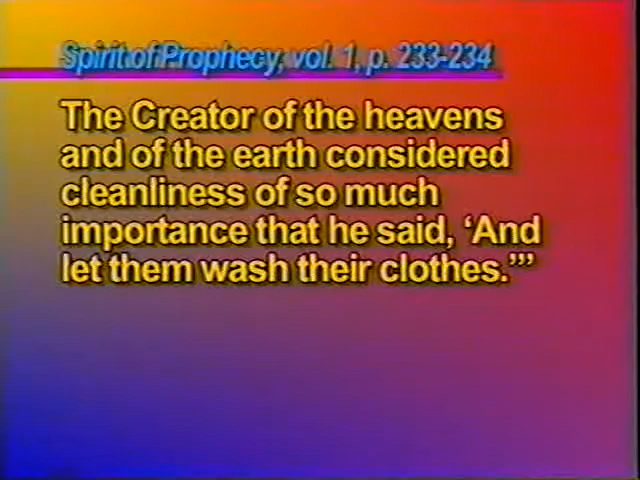 Spirit of Prophecy, vol. 1, p. 233-234
The Creator of the heavens
and of the earth considered
cleanliness of so much
importance that he said, ‘And
let them wash their clothes.’”